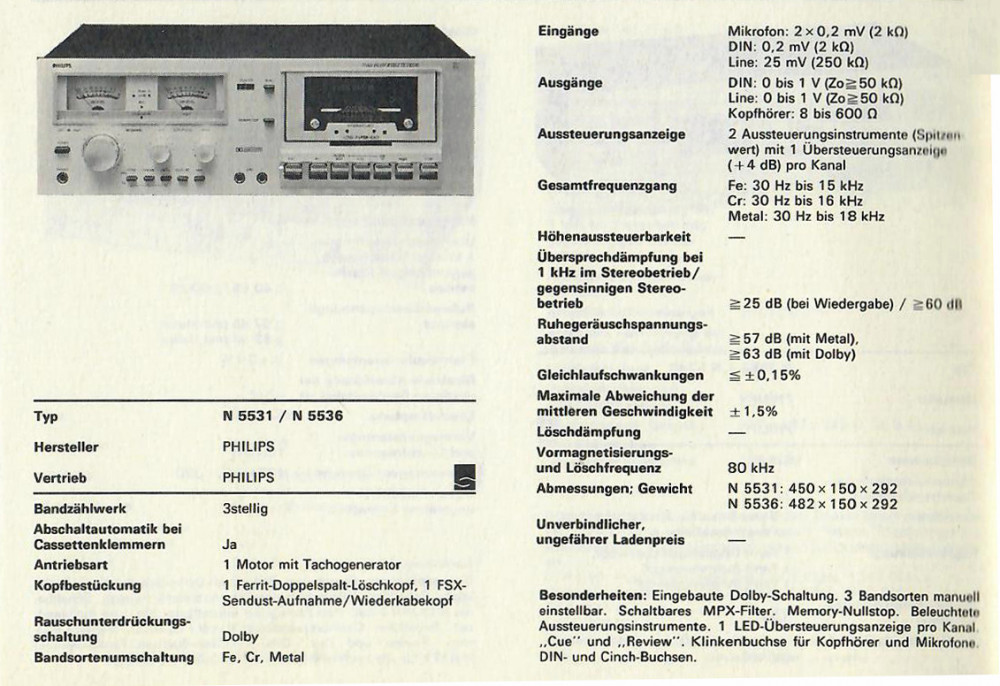 PHILIPS
Typ N 5531 / N 5536
Hersteller PHILIPS
Vertrieb PHILIPS
Bandzählwerk 3stellig
Abschaltautomatik bei
Cassettenklemmern Ja
Antriebsart 1 Motor mit Tachogenerator
Kopfbestückung 1 Ferrit-Doppelspalt-Löschkopf, 1 FSX-
Sendust-Aufnahme/Wiederkabekopf
Rauschunterdrückungs-
schaltung Dolby
Bandsortenumschaltung Fe, Cr, Metal
Eingänge Mikrofon: 2 × 0,2 mV (2 kΩ)
DIN: 0,2 mV (2 kΩ)
Line: 25 mV (250 kΩ)
Ausgänge DIN: 0 bis 1 V (Zo ≧ 50 kΩ)
Line: 0 bis 1 V (Zo ≧ 50 kΩ)
Kopfhörer: 8 bis 600 Ω
Aussteuerungsanzeige 2 Aussteuerungsinstrumente (Spitzen
wert) mit 1 Übersteuerungsanzeige
(+ 4 dB) pro Kanal
Gesamtfrequenzgang Fe: 30 Hz bis 15 kHz
Cr: 30 Hz bis 16 kHz
Metal: 30 Hz bis 18 kHz
Höhenaussteuerbarkeit —
Übersprechdämpfung bei
1 kHz im Stereobetrieb/
gegensinnigen Stereo-
betrieb ≧ 25 dB (bei Wiedergabe) / ≧ 60 dB
Ruhegeräuschspannungs-
abstand ≧ 57 dB (mit Metal),
≧ 63 dB (mit Dolby)
Gleichlaufschwankungen ≦ ± 0,15%
Maximale Abweichung der
mittleren Geschwindigkeit ± 1,5%
Löschdämpfung —
Vormagnetisierungs-
und Löschfrequenz 80 kHz
Abmessungen; Gewicht N 5531: 450 × 150 × 292
N 5536: 482 × 150 × 292
Unverbindlicher,
ungefährer Ladenpreis —
Besonderheiten: Eingebaute Dolby-Schaltung. 3 Bandsorten manuell
einstellbar. Schaltbares MPX-Filter. Memory-Nullstop. Beleuchtete
Aussteuerungsinstrumente. 1 LED-Übersteuerungsanzeige pro Kanal.
„Cue" und „Review". Klinkenbuchse für Kopfhörer und Mikrofone.
DIN- und Cinch-Buchsen.